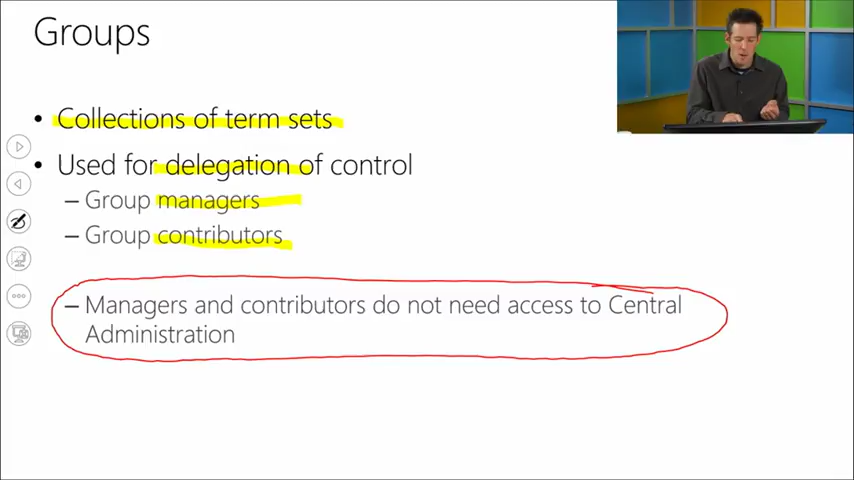 Groups
• Collections of term sets
• Used for delegation of control
– Group managers
– Group contributors
– Managers and contributors do not need access to Central
Administration